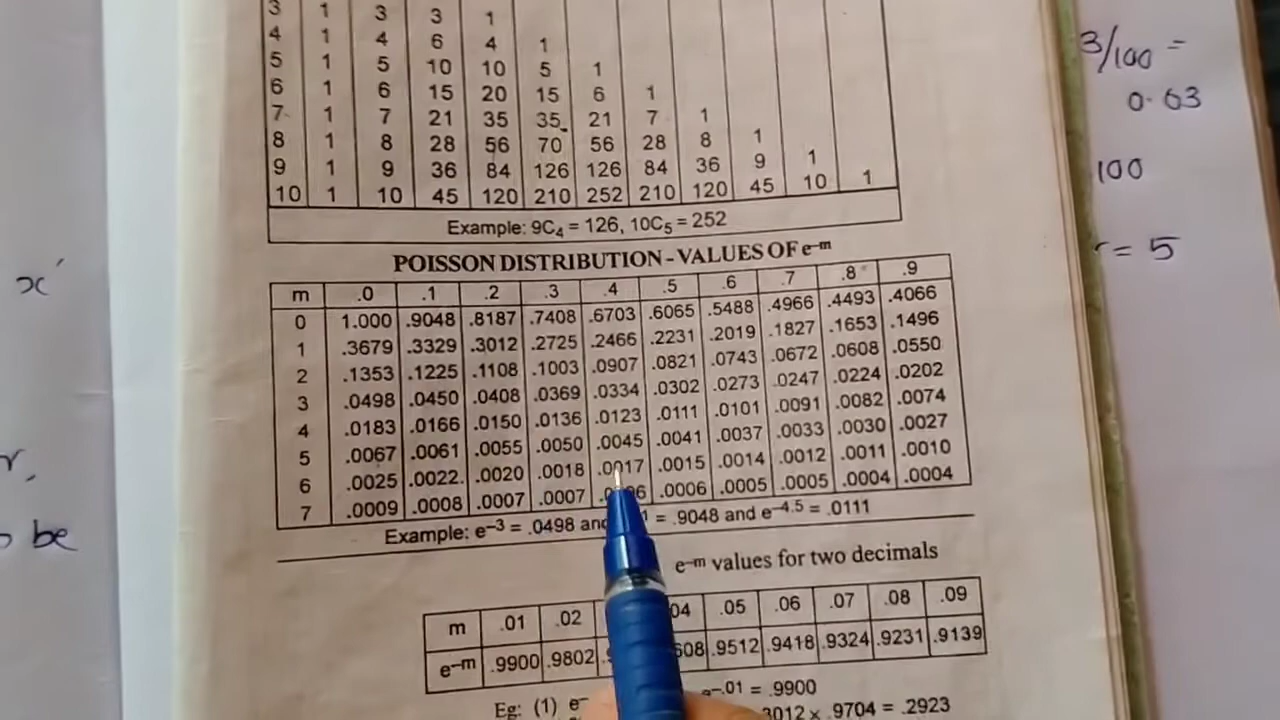 3 1 3 3 1
4 1 4 6 4 1
5 1 5 10 10 5 1
6 1 6 15 20 15 6 1
7 1 7 21 35 35 21 7 1
8 1 8 28 56 70 56 28 8 1
9 1 9 36 84 126 126 84 36 9 1
10 1 10 45 120 210 252 210 120 45 10 1
Example: 9C4 = 126, 10C5 = 252
POISSON DISTRIBUTION - VALUES OF e–m
m .0 .1 .2 .3 .4 .5 .6 .7 .8 .9
0 1.000 .9048 .8187 .7408 .6703 .6065 .5488 .4966 .4493 .4066
1 .3679 .3329 .3012 .2725 .2466 .2231 .2019 .1827 .1653 .1496
2 .1353 .1225 .1108 .1003 .0907 .0821 .0743 .0672 .0608 .0550
3 .0498 .0450 .0408 .0369 .0334 .0302 .0273 .0247 .0224 .0202
4 .0183 .0166 .0150 .0136 .0123 .0111 .0101 .0091 .0082 .0074
5 .0067 .0061 .0055 .0050 .0045 .0041 .0037 .0033 .0030 .0027
6 .0025 .0022 .0020 .0018 .0017 .0015 .0014 .0012 .0011 .0010
7 .0009 .0008 .0007 .0007 .0006 .0005 .0005 .0004 .0004
Example: e–3 = .0498 and = .9048 and e–4.5 = .0111
e–m values for two decimals
m .01 .02 .05 .06 .07 .08 .09
e–m .9900 .9802 .9512 .9418 .9324 .9231 .9139
Eg: (1) e–.01 = .9900
× .9704 = .2923
x'
be
3/100 =
0.03
100
= 5